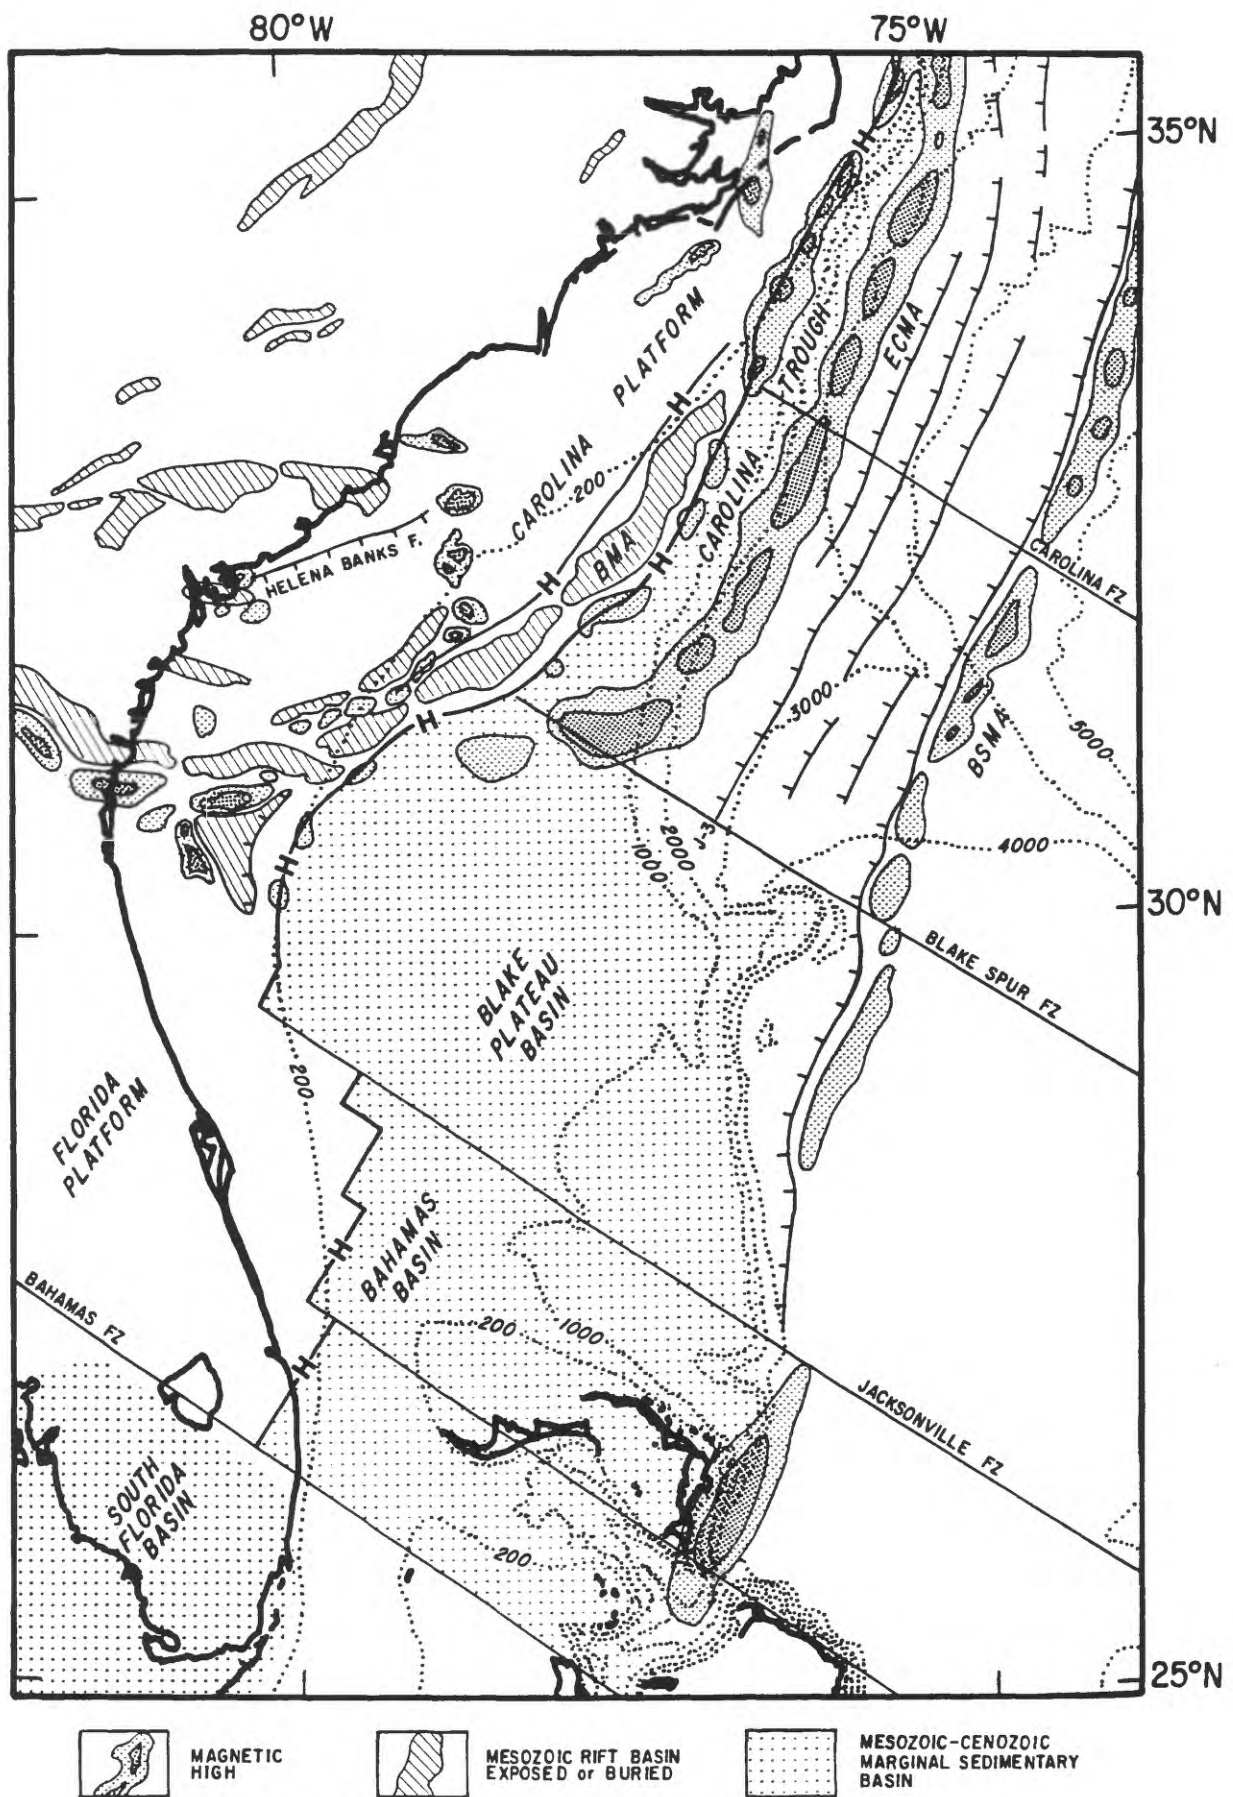 80°W
75°W
35°N
H
PLATFORM
TROUGH
ECMA
H
CAROLINA
200
CAROLINA
BMA
HELENA BANKS F.
H
H
CAROLINA FZ
3000
BSMA
5000
H
J-3
2000
1000
4000
30°N
H
BLAKE
PLATEAU
BASIN
BLAKE SPUR FZ
200
FLORIDA
PLATFORM
BAHAMAS
BASIN
H
BAHAMAS FZ
200
1000
H
JACKSONVILLE FZ
SOUTH
FLORIDA
BASIN
200
25°N
MAGNETIC
HIGH
MESOZOIC RIFT BASIN
EXPOSED or BURIED
MESOZOIC-CENOZOIC
MARGINAL SEDIMENTARY
BASIN